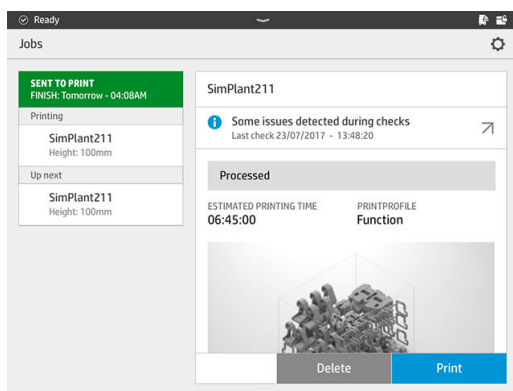 Ready
Jobs
SENT TO PRINT
FINISH: Tomorrow - 04:08AM
Printing
SimPlant211
Height: 100mm
Up next
SimPlant211
Height: 100mm
SimPlant211
Some issues detected during checks
Last check 23/07/2017 - 13:48:20
Processed
ESTIMATED PRINTING TIME
06:45:00
PRINTPROFILE
Function
Delete
Print